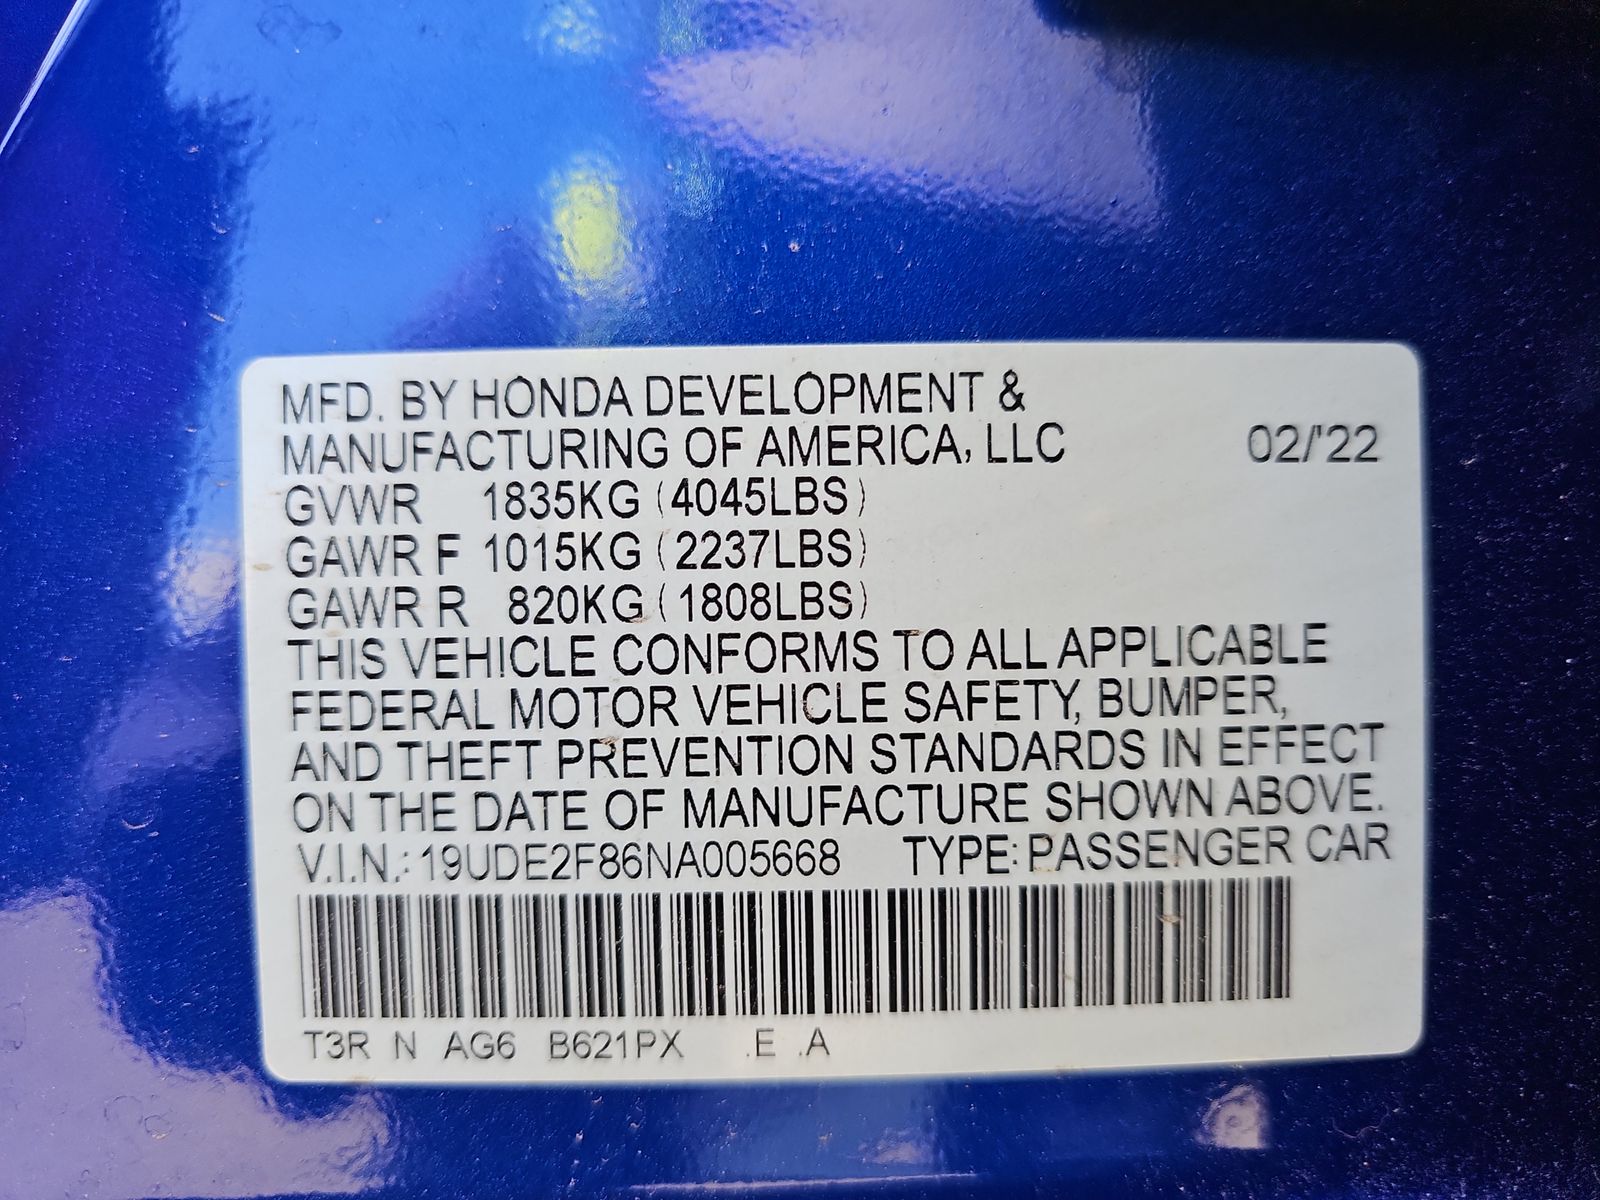 MFD. BY HONDA DEVELOPMENT &
MANUFACTURING OF AMERICA, LLC 02/'22
GVWR 1835KG (4045LBS)
GAWR F 1015KG (2237LBS)
GAWR R 820KG (1808LBS)
THIS VEHICLE CONFORMS TO ALL APPLICABLE
FEDERAL MOTOR VEHICLE SAFETY, BUMPER,
AND THEFT PREVENTION STANDARDS IN EFFECT
ON THE DATE OF MANUFACTURE SHOWN ABOVE.
V.I.N.: 19UDE2F86NA005668 TYPE: PASSENGER CAR
T3R N AG6 B621PX .E .A